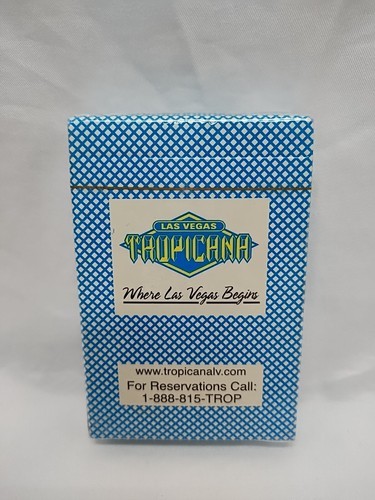 LAS VEGAS
TROPICANA
Where Las Vegas Begins
www.tropicanalv.com
For Reservations Call:
1-888-815-TROP